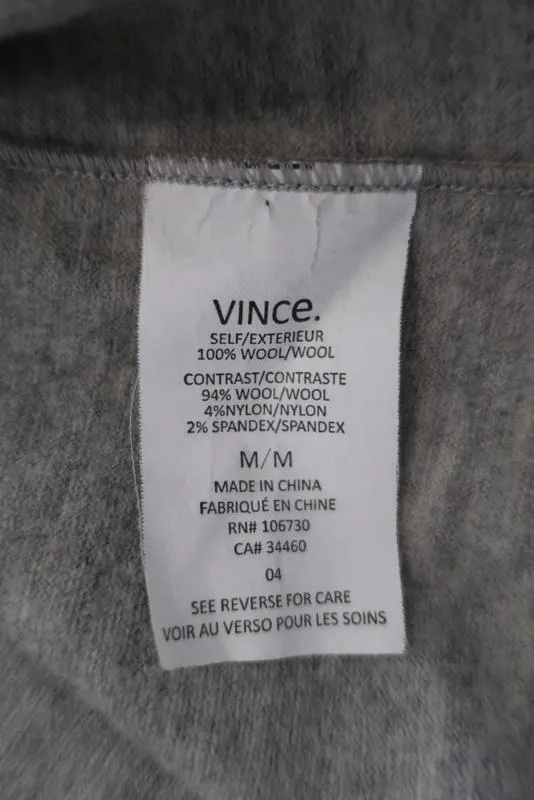 VINCE.
SELF/EXTERIEUR
100% WOOL/WOOL
CONTRAST/CONTRASTE
94% WOOL/WOOL
4%NYLON/NYLON
2% SPANDEX/SPANDEX
M/M
MADE IN CHINA
FABRIQUÉ EN CHINE
RN# 106730
CA# 34460
04
SEE REVERSE FOR CARE
VOIR AU VERSO POUR LES SOINS